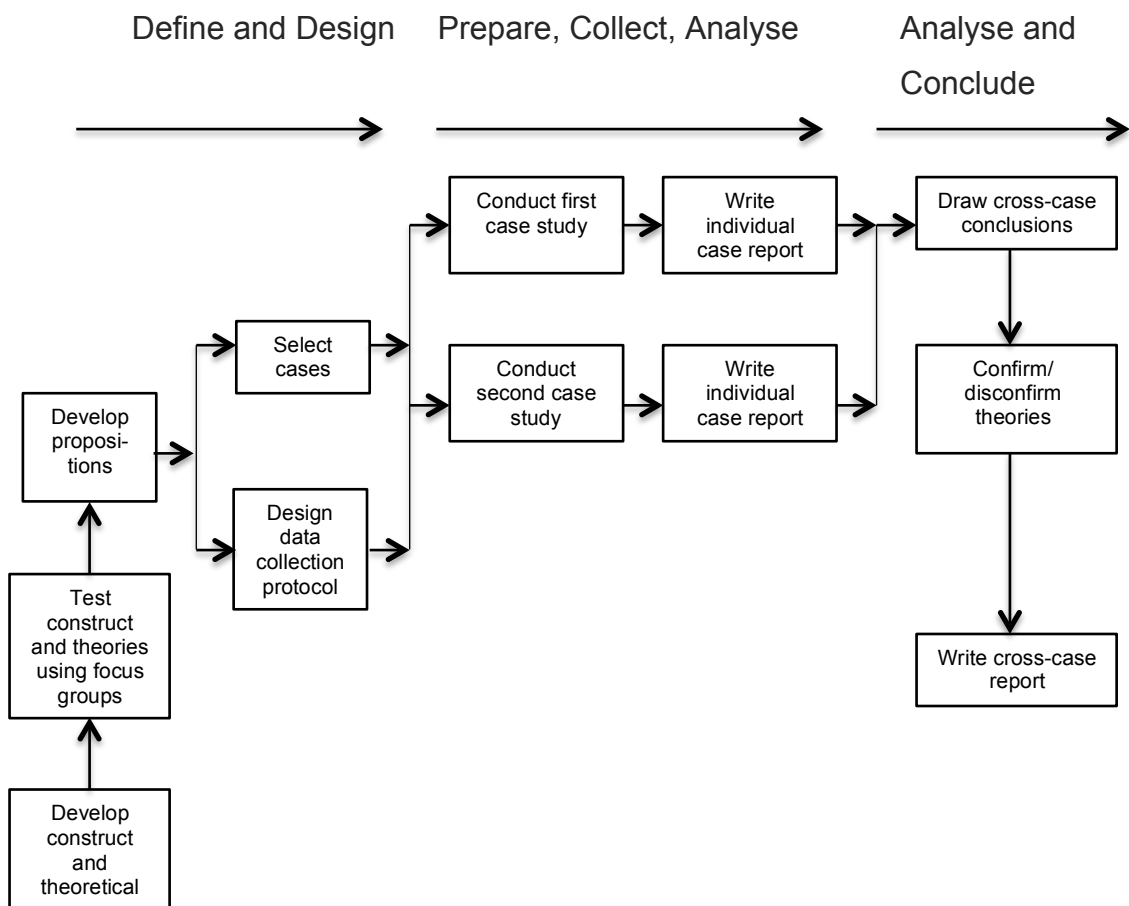 Define and Design
Prepare, Collect, Analyse
Analyse and
Conclude
Develop
proposi-
tions
Test
construct
and theories
using focus
groups
Develop
construct
and
theoretical
Select
cases
Design
data
collection
protocol
Conduct first
case study
Write
individual
case report
Conduct
second case
study
Write
individual
case report
Draw cross-case
conclusions
Confirm/
disconfirm
theories
Write cross-case
report